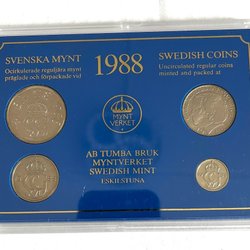 SVENSKA MYNT
Ocirkulerade reguljära mynt
präglade och förpackade vid
1988
SWEDISH COINS
Uncirculated regular coins
minted and packed at
MYNT
VERKET
AB TUMBA BRUK
MYNTVERKET
SWEDISH MINT
ESKILSTUNA